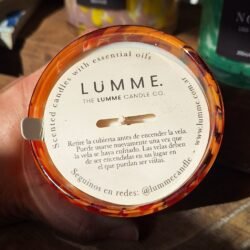 Scented candles with essential oils
LUMME.
THE LUMME CANDLE CO.
Retire la cubierta antes de encender la vela.
Puede usarse nuevamente una vez que
la vela se haya enfriado. Las velas deben
de ser encendidas en un lugar en
el que puedan ser vistas.
www.lumme.com.ar
Seguinos en redes: @lummecandle